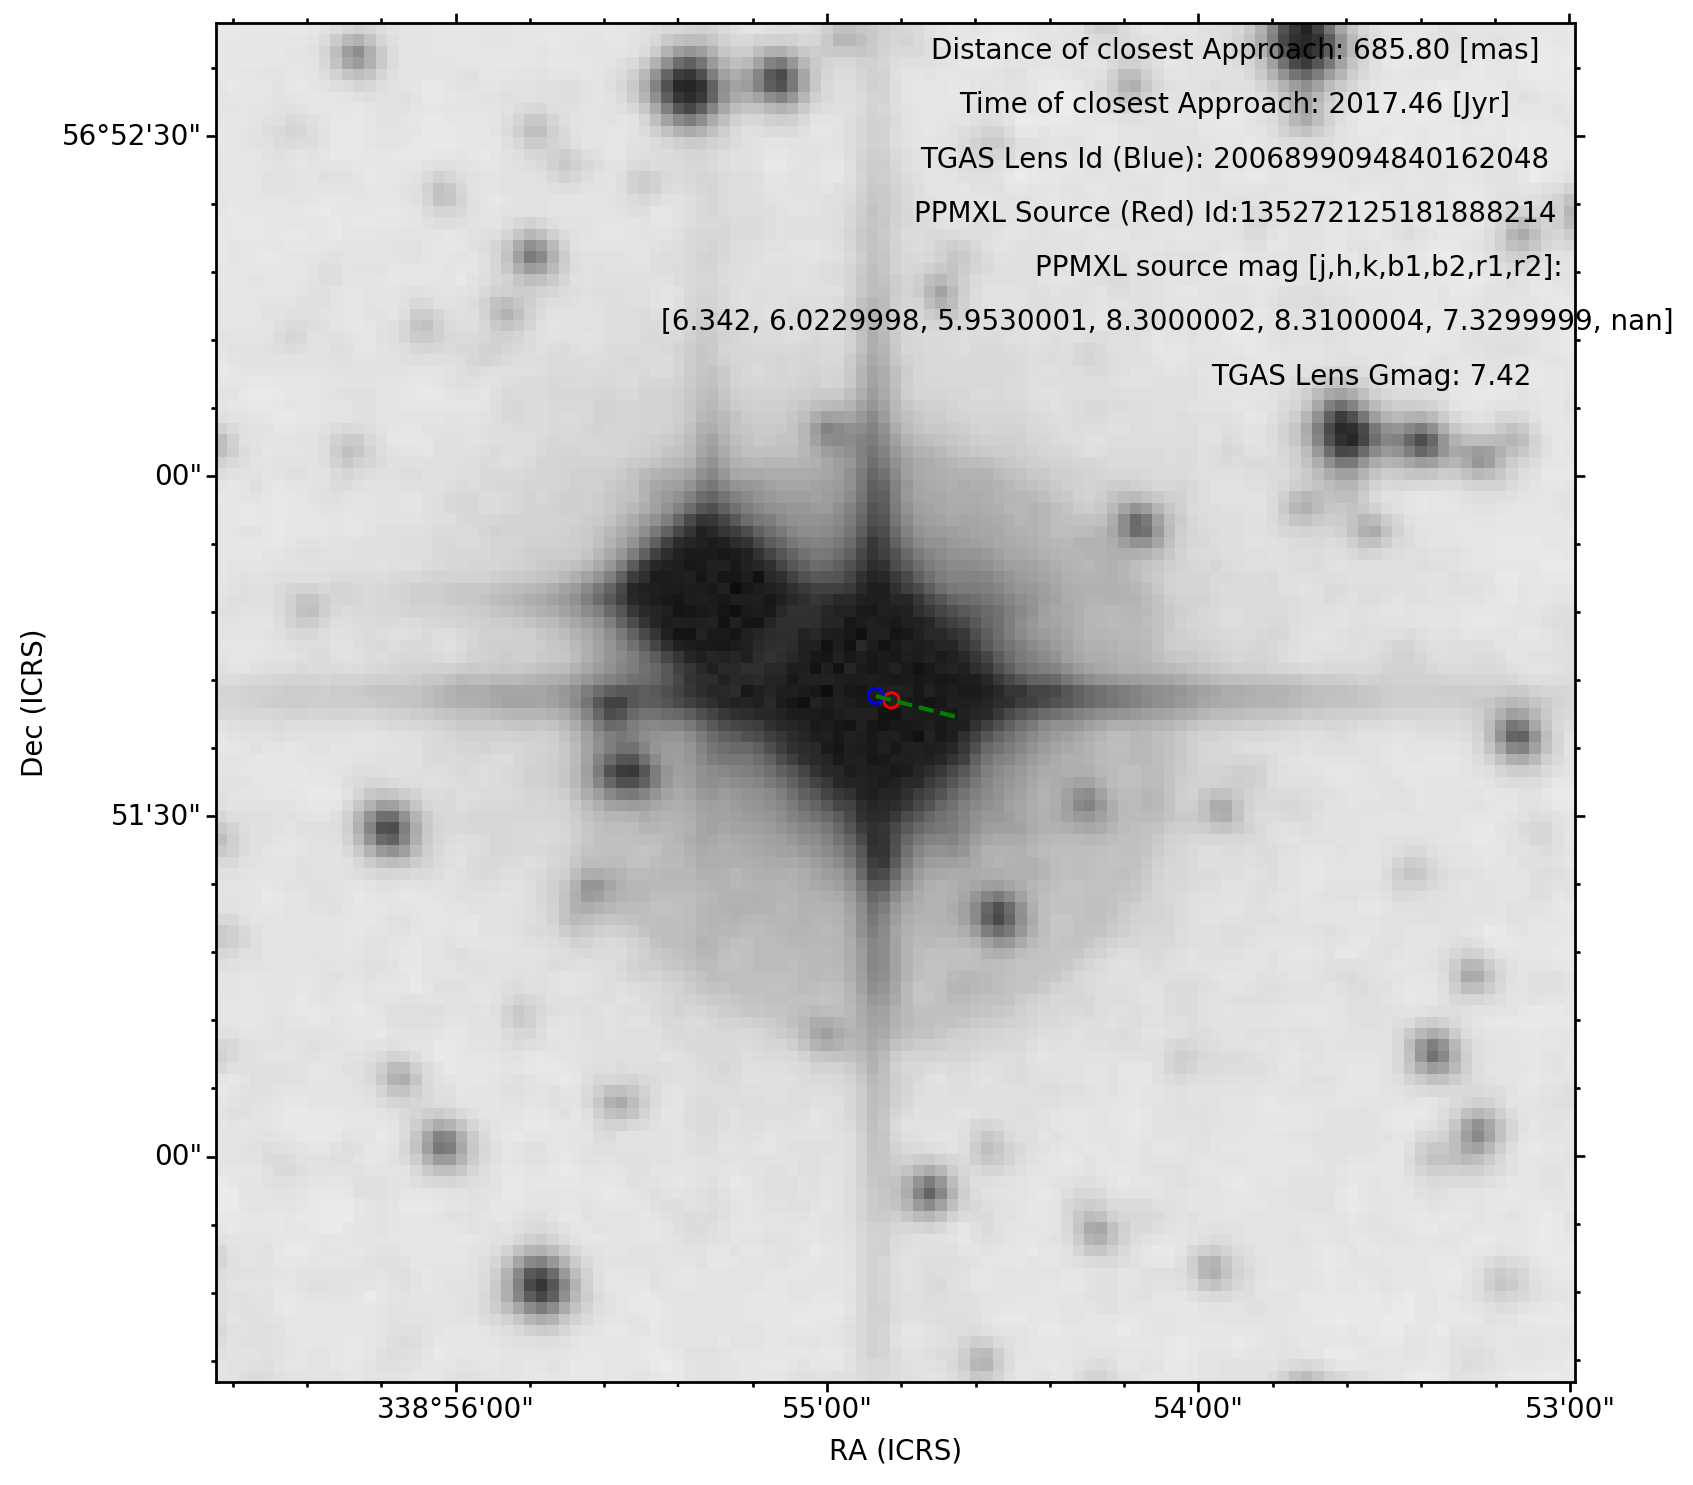 Distance of closest Approach: 685.80 [mas]
Time of closest Approach: 2017.46 [Jyr]
TGAS Lens Id (Blue): 2006899094840162048
PPMXL Source (Red) Id:135272125181888214
PPMXL source mag [j,h,k,b1,b2,r1,r2]:
[6.342, 6.0229998, 5.9530001, 8.3000002, 8.3100004, 7.3299999, nan]
TGAS Lens Gmag: 7.42
56°52'30"
00"
51'30"
00"
Dec (ICRS)
338°56'00" 55'00" 54'00" 53'00"
RA (ICRS)